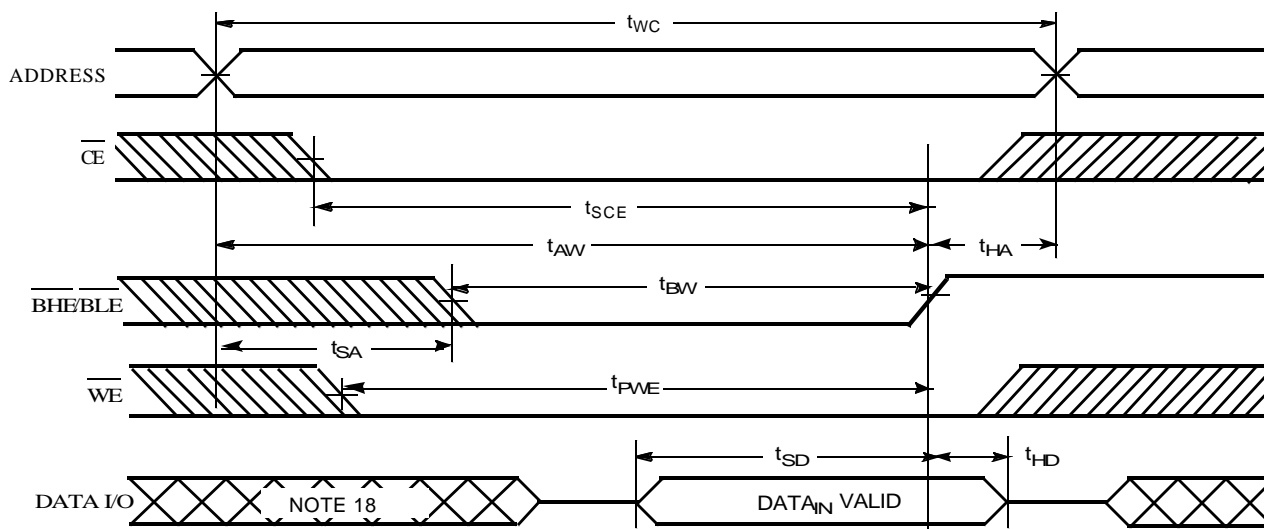 tWC
ADDRESS
CE
tSCE
tAW
tHA
BHE/BLE
tBW
tSA
WE
tPWE
tSD
tHD
DATA I/O
NOTE 18
DATAIN VALID